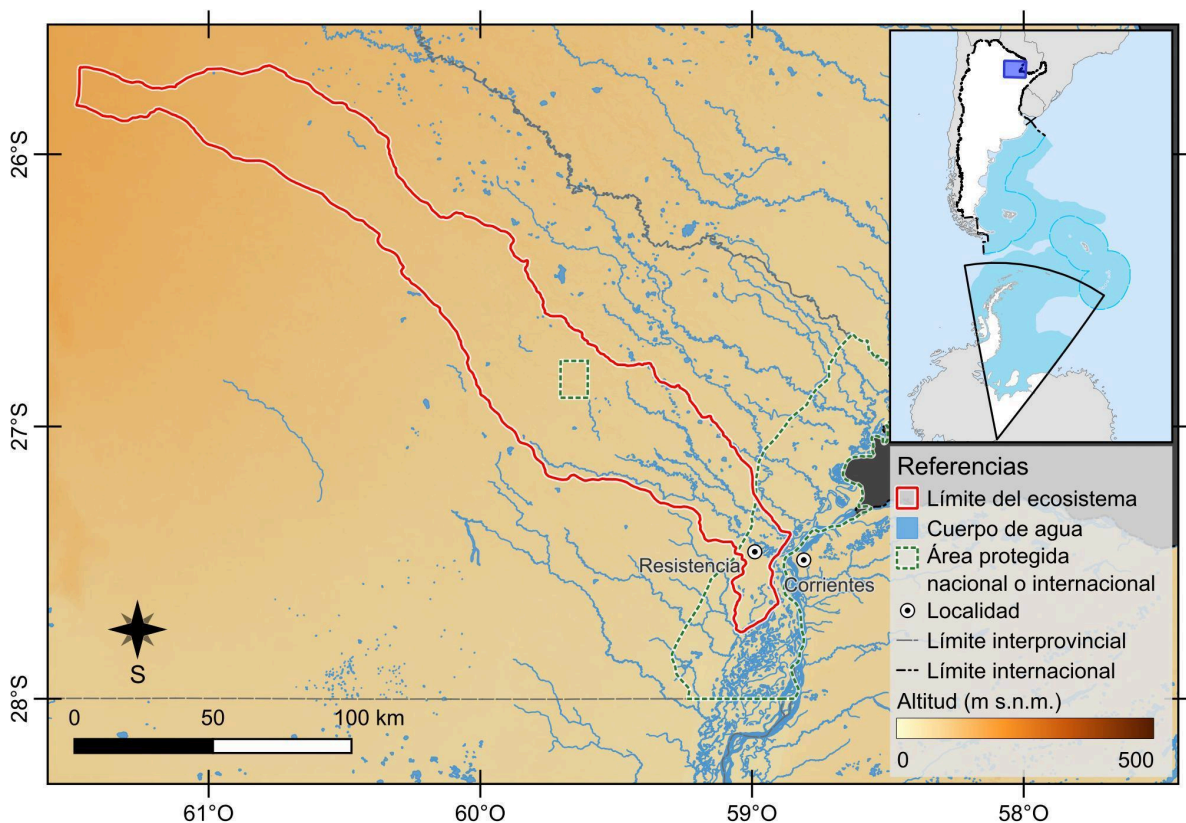 26°S
27°S
28°S
61°O
60°O
59°O
58°O
Resistencia
Corrientes
S
0 50 100 km
Referencias
Límite del ecosistema
Cuerpo de agua
Área protegida
nacional o internacional
Localidad
Límite interprovincial
Límite internacional
Altitud (m s.n.m.)
0 500